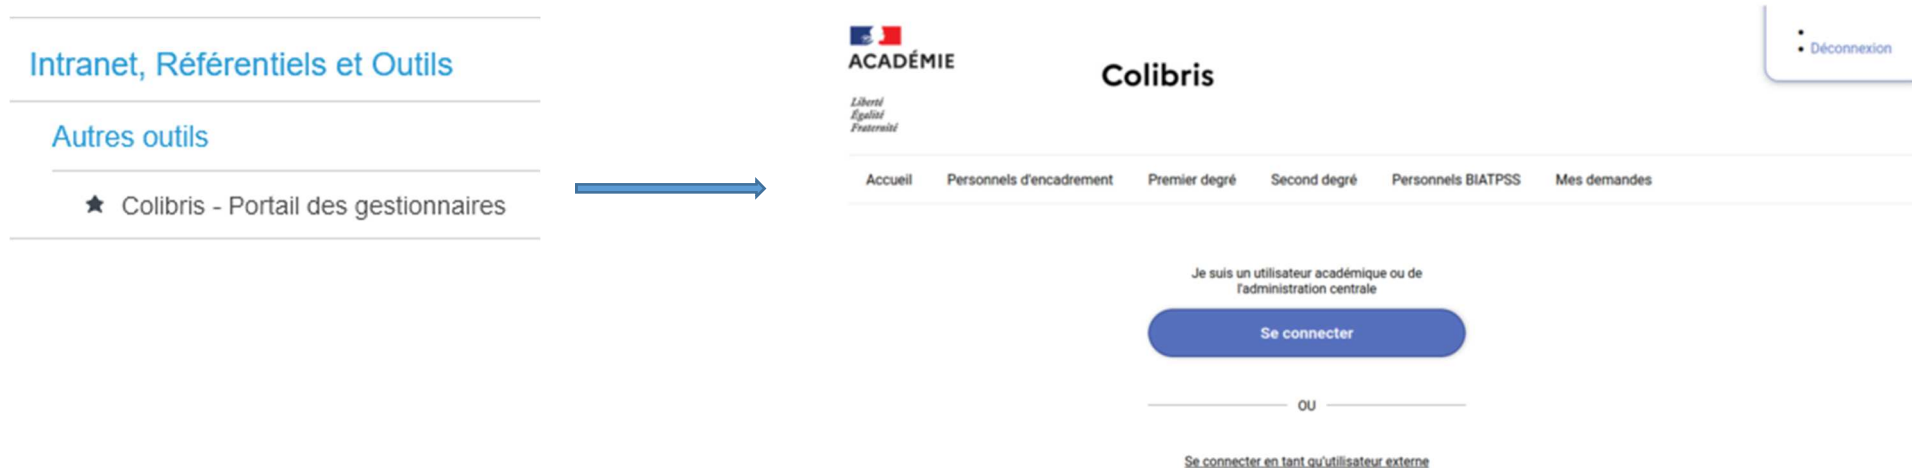 Intranet, Référentiels et Outils
Autres outils
Colibris - Portail des gestionnaires
ACADÉMIE
Liberté
Égalité
Fraternité
Colibris
Déconnexion
Accueil Personnels d'encadrement Premier degré Second degré Personnels BIATPSS Mes demandes
Je suis un utilisateur académique ou de
l'administration centrale
Se connecter
OU
Se connecter en tant qu'utilisateur externe